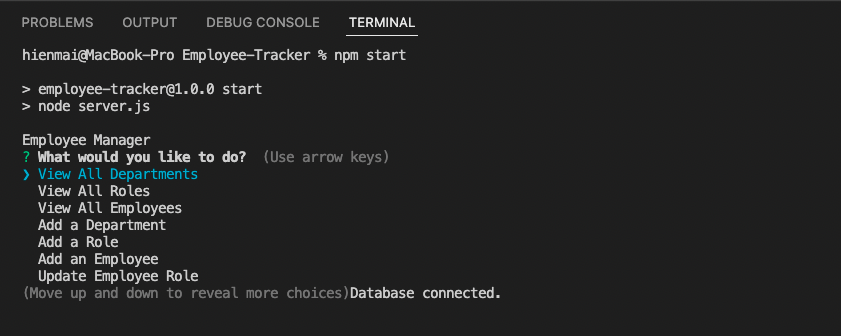 PROBLEMS OUTPUT DEBUG CONSOLE TERMINAL
hienmai@MacBook-Pro Employee-Tracker % npm start
> employee-tracker@1.0.0 start
> node server.js
Employee Manager
? What would you like to do? (Use arrow keys)
❯ View All Departments
View All Roles
View All Employees
Add a Department
Add a Role
Add an Employee
Update Employee Role
(Move up and down to reveal more choices)Database connected.